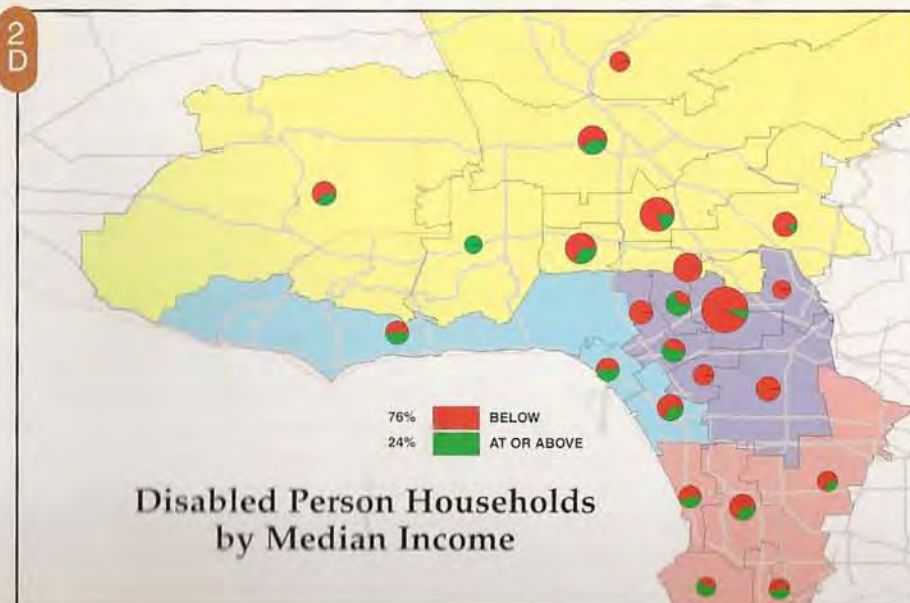 2
D
76% BELOW
24% AT OR ABOVE
Disabled Person Households
by Median Income